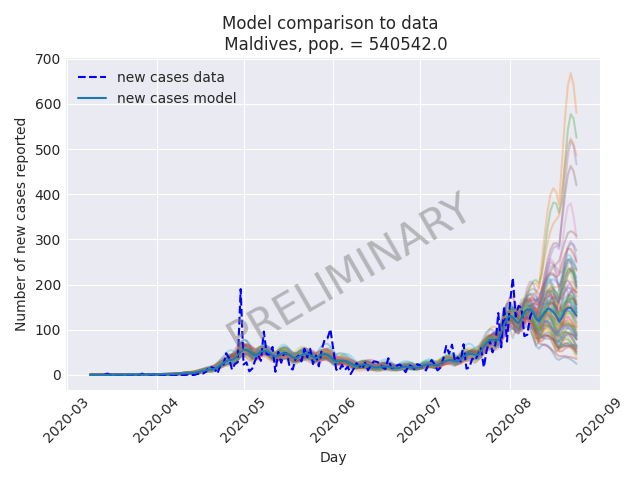 Model comparison to data
Maldives, pop. = 540542.0
new cases data
new cases model
Number of new cases reported
700
600
500
400
300
200
100
0
PRELIMINARY
2020-03
2020-04
2020-05
2020-06
2020-07
2020-08
2020-09
Day